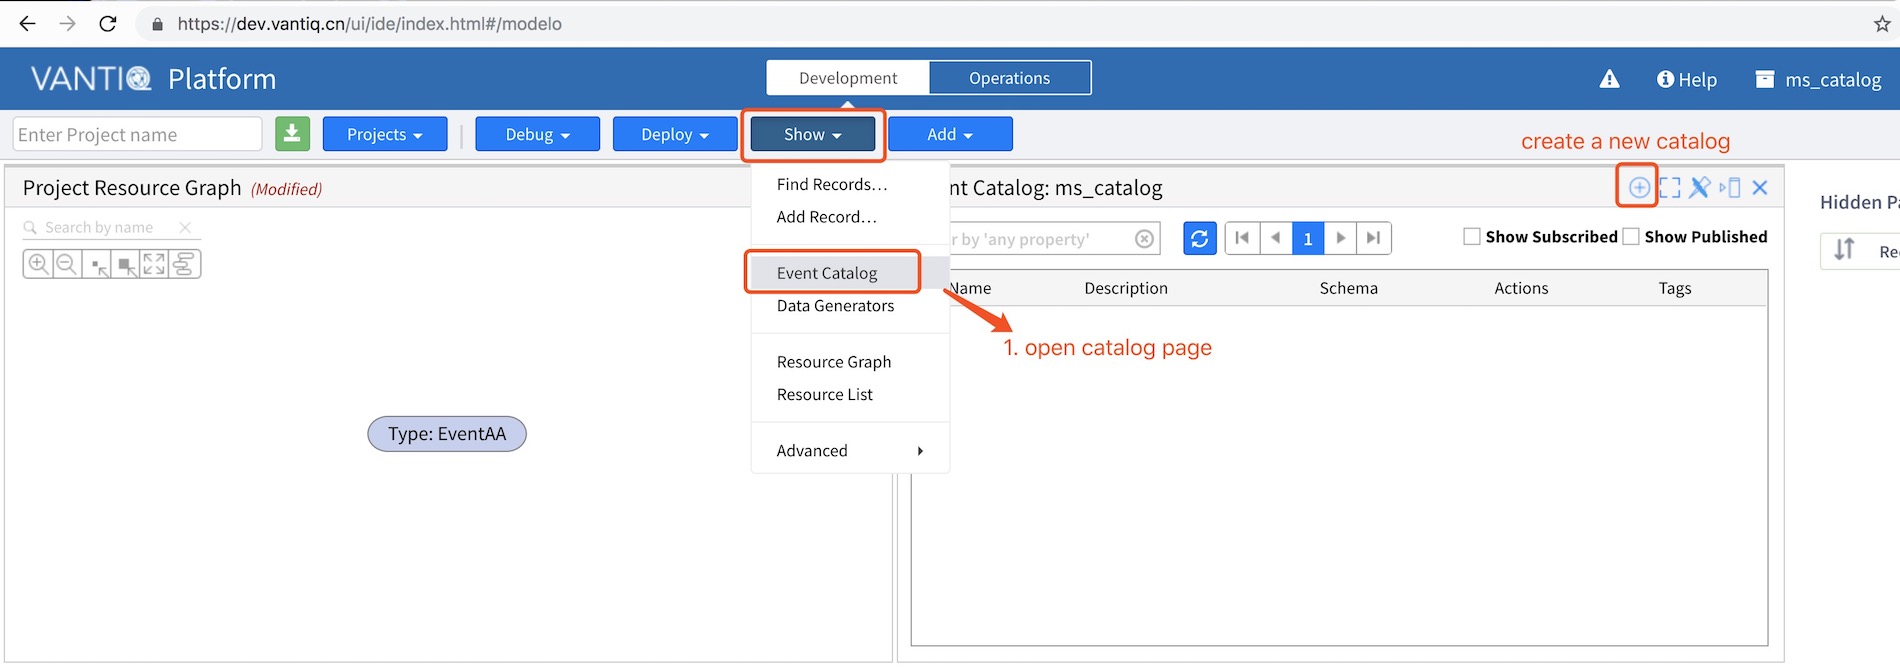 https://dev.vantiq.cn/ui/ide/index.html#/modelo
VANTIQ Platform
Development
Operations
Help
ms_catalog
Enter Project name
Projects
Debug
Deploy
Show
Add
create a new catalog
Project Resource Graph (Modified)
Search by name
Type: EventAA
Find Records...
Add Record...
Event Catalog
Data Generators
Resource Graph
Resource List
Advanced
nt Catalog: ms_catalog
r by 'any property'
1
Show Subscribed
Show Published
Name
Description
Schema
Actions
Tags
1. open catalog page
Hidden Pa
Re